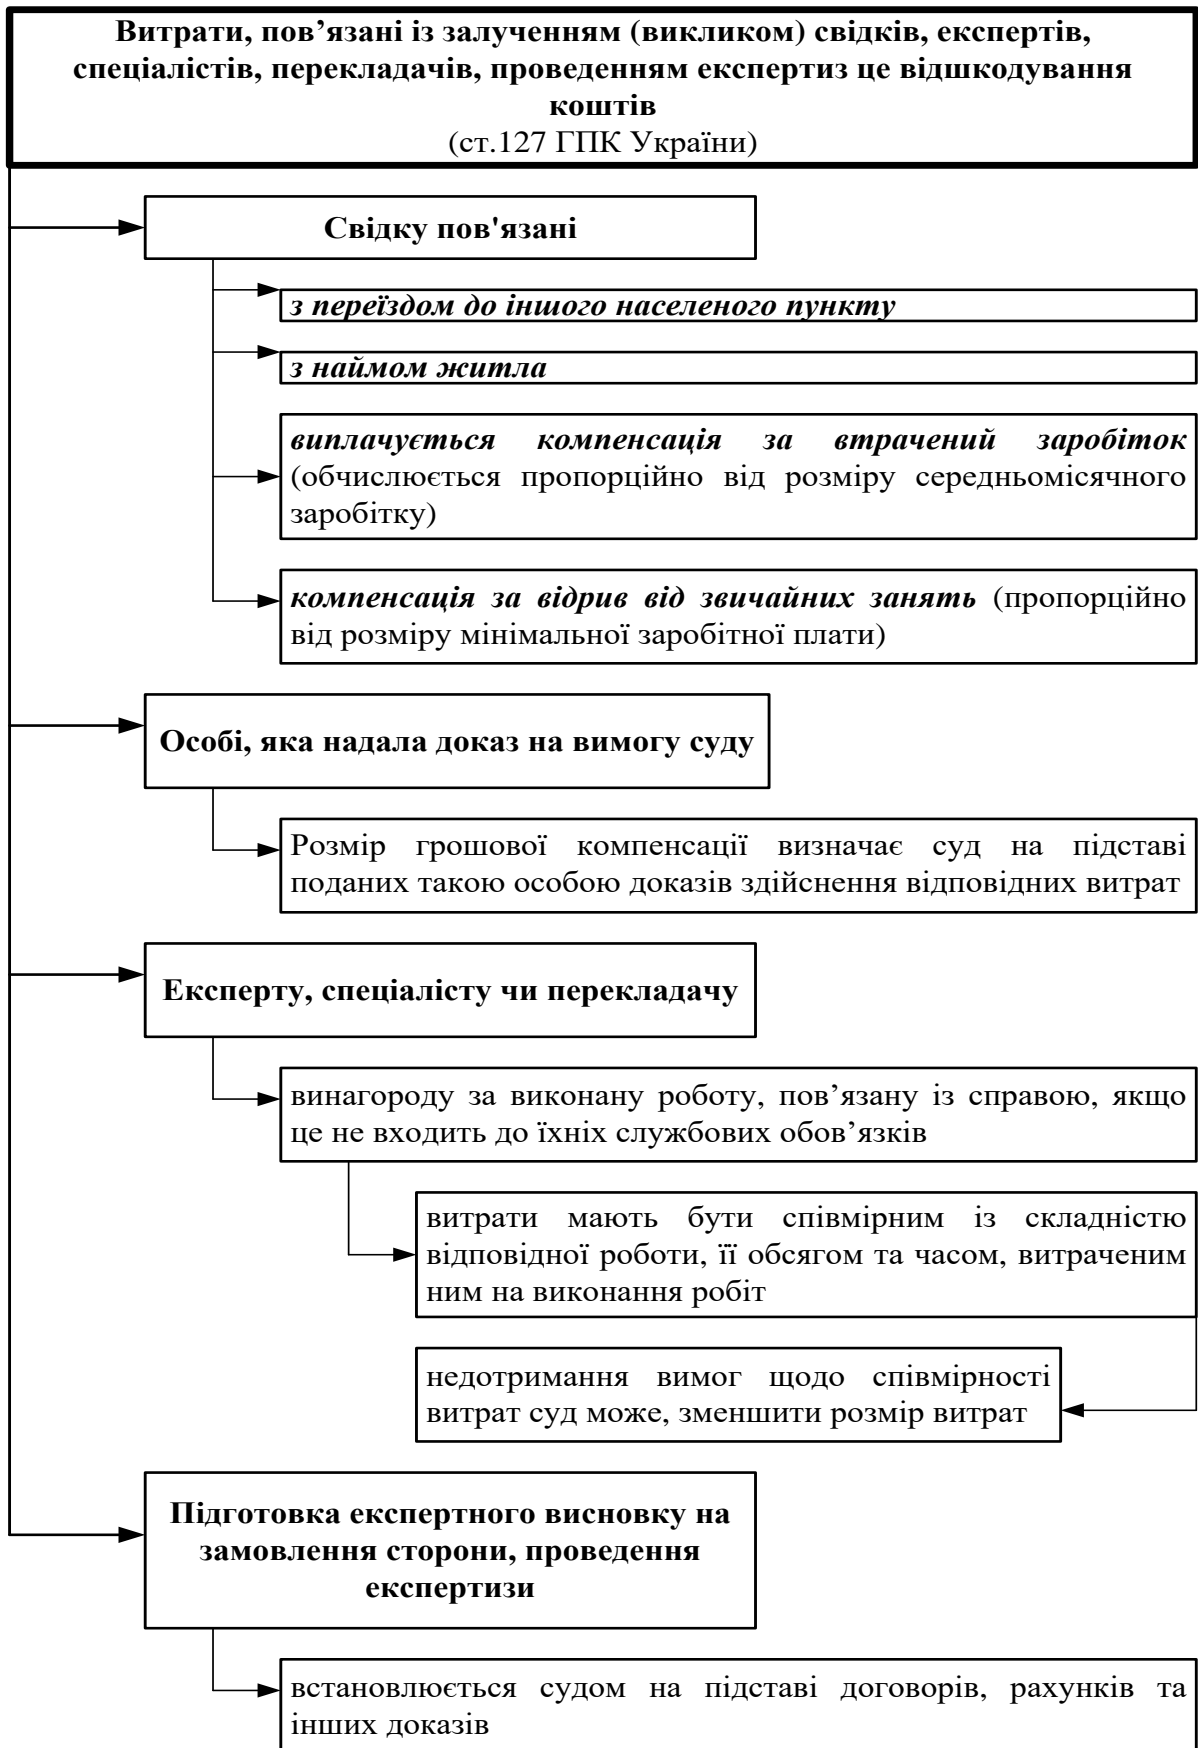 Витрати, пов’язані із залученням (викликом) свідків, експертів,
спеціалістів, перекладачів, проведенням експертиз це відшкодування
коштів
(ст.127 ГПК України)
Свідку пов'язані
з переїздом до іншого населеного пункту
з наймом житла
виплачується компенсація за втрачений заробіток
(обчислюється пропорційно від розміру середньомісячного
заробітку)
компенсація за відрив від звичайних занять (пропорційно
від розміру мінімальної заробітної плати)
Особі, яка надала доказ на вимогу суду
Розмір грошової компенсації визначає суд на підставі
поданих такою особою доказів здійснення відповідних витрат
Експерту, спеціалісту чи перекладачу
винагороду за виконану роботу, пов’язану із справою, якщо
це не входить до їхніх службових обов’язків
витрати мають бути співмірним із складністю
відповідної роботи, її обсягом та часом, витраченим
ним на виконання робіт
недотримання вимог щодо співмірності
витрат суд може, зменшити розмір витрат
Підготовка експертного висновку на
замовлення сторони, проведення
експертизи
встановлюється судом на підставі договорів, рахунків та
інших доказів